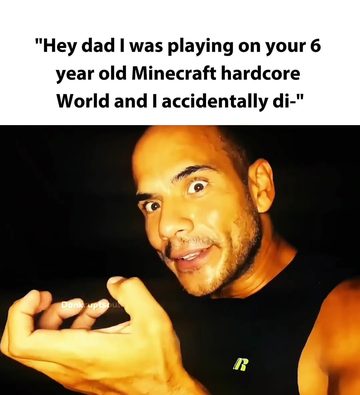 "Hey dad I was playing on your 6
year old Minecraft hardcore
World and I accidentally di-"
R